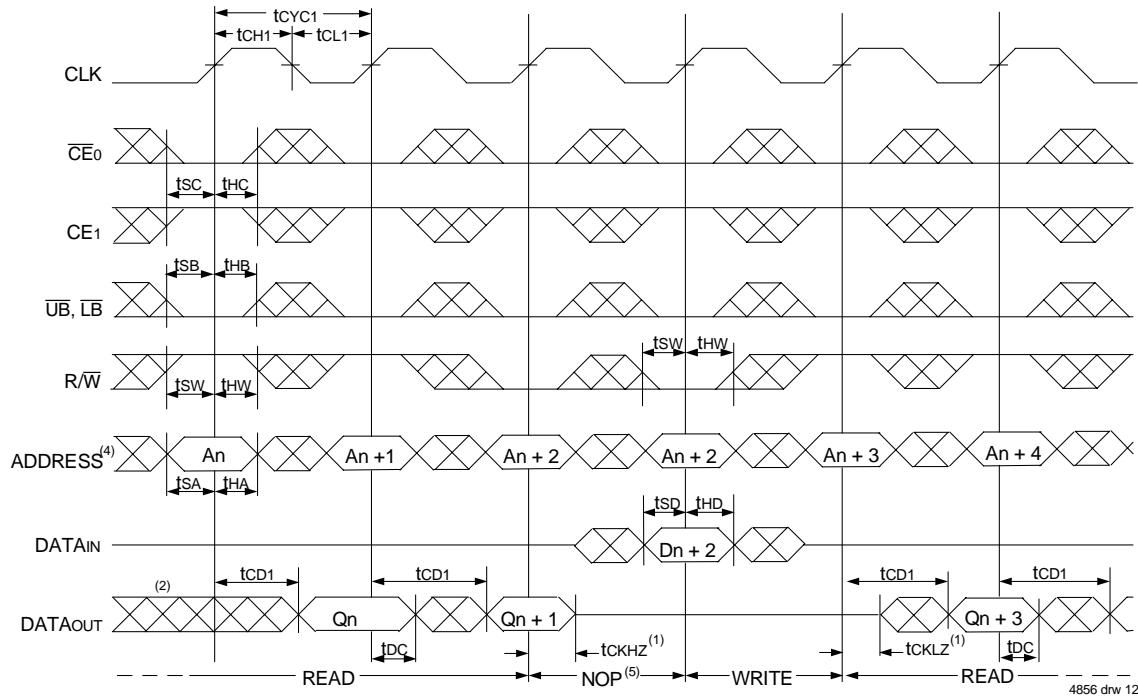 tCYC1
tCH1 tCL1
CLK
CE0
tSC tHC
CE1
tSB tHB
UB, LB
tSW tHW
R/W
tSW tHW
ADDRESS(4) An An +1 An + 2 An + 2 An + 3 An + 4
tSA tHA
tSD tHD
DATAIN Dn + 2
tCD1 tCD1 tCD1 tCD1
(2)
DATAOUT Qn Qn + 1 Qn + 3
tDC tCKHZ(1) tCKLZ(1) tDC
READ NOP(5) WRITE READ
4856 drw 12